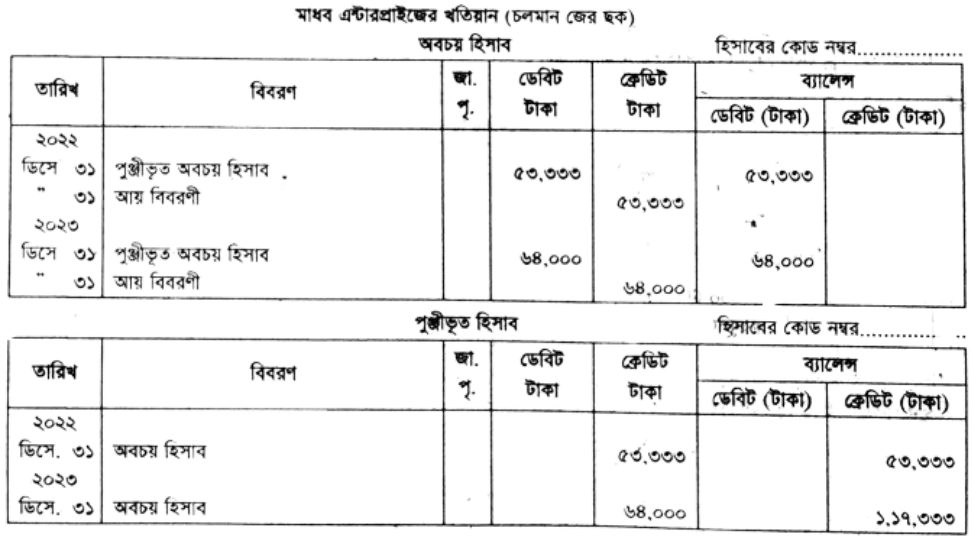 মাধব এন্টারপ্রাইজের খতিয়ান (চলমান জের ছক)
অবচয় হিসাব হিসাবের কোড নম্বর..................
তারিখ বিবরণ জা. পৃ. ডেবিট টাকা ক্রেডিট টাকা ব্যালেন্স
ডেবিট (টাকা) ক্রেডিট (টাকা)
২০২২
ডিসে ৩১ পুঞ্জীভূত অবচয় হিসাব ৫৩,৩৩৩ ৫৩,৩৩৩
" ৩১ আয় বিবরণী ৫৩,৩৩৩
২০২৩
ডিসে ৩১ পুঞ্জীভূত অবচয় হিসাব ৬৪,০০০ ৬৪,০০০
" ৩১ আয় বিবরণী ৬৪,০০০
পুঞ্জীভূত হিসাব হিসাবের কোড নম্বর..................
তারিখ বিবরণ জা. পৃ. ডেবিট টাকা ক্রেডিট টাকা ব্যালেন্স
ডেবিট (টাকা) ক্রেডিট (টাকা)
২০২২
ডিসে. ৩১ অবচয় হিসাব ৫৩,৩৩৩ ৫৩,৩৩৩
২০২৩
ডিসে. ৩১ অবচয় হিসাব ৬৪,০০০ ১,১৭,৩৩৩